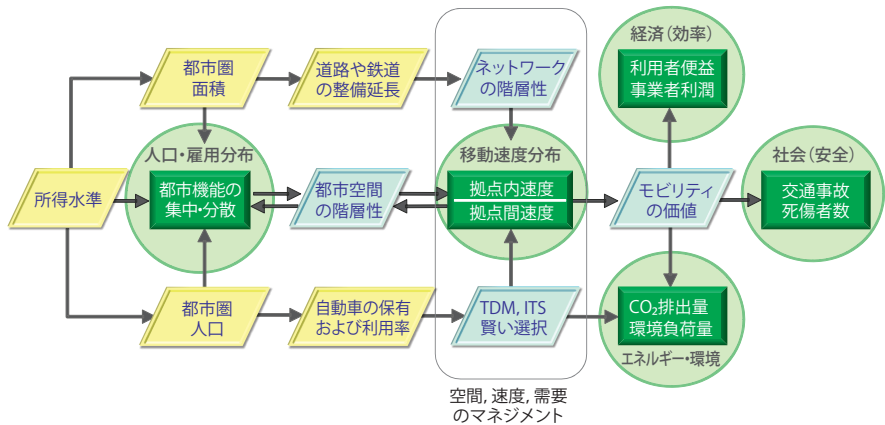 経済（効率）
都市圏
面積
道路や鉄道
の整備延長
ネットワーク
の階層性
利用者便益
事業者利潤
人口・雇用分布
移動速度分布
社会（安全）
所得水準
都市機能の
集中・分散
都市空間
の階層性
拠点内速度
拠点間速度
モビリティ
の価値
交通事故
死傷者数
都市圏
人口
自動車の保有
および利用率
TDM, ITS
賢い選択
CO₂排出量
環境負荷量
エネルギー・環境
空間, 速度, 需要
のマネジメント